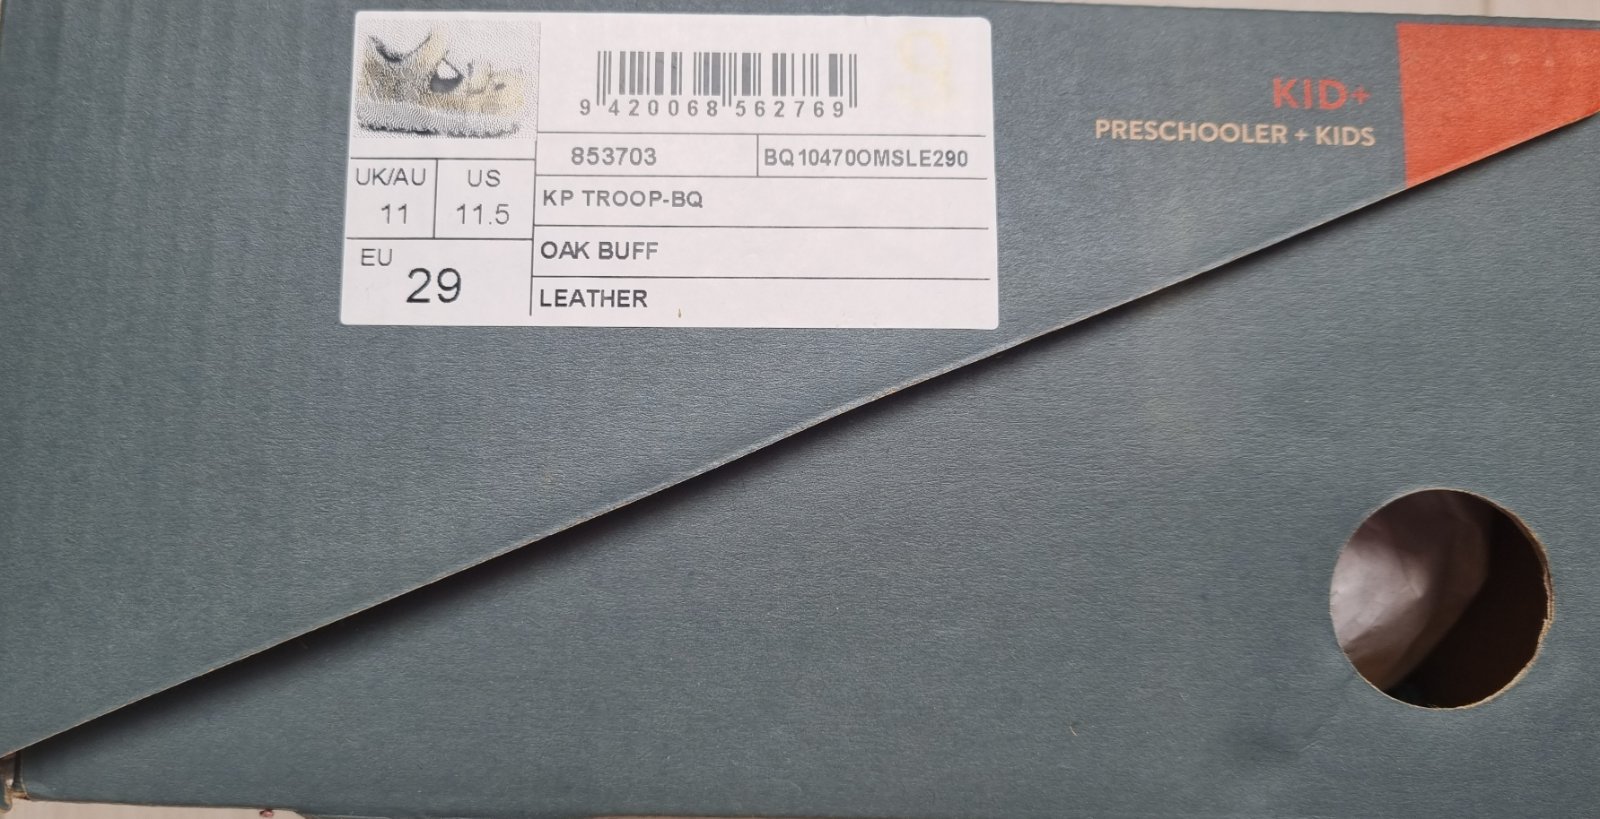 9 420068 562769
853703 BQ10470OMSLE290
UK/AU US
11 11.5
KP TROOP-BQ
OAK BUFF
EU 29
LEATHER
KID+
PRESCHOOLER + KIDS